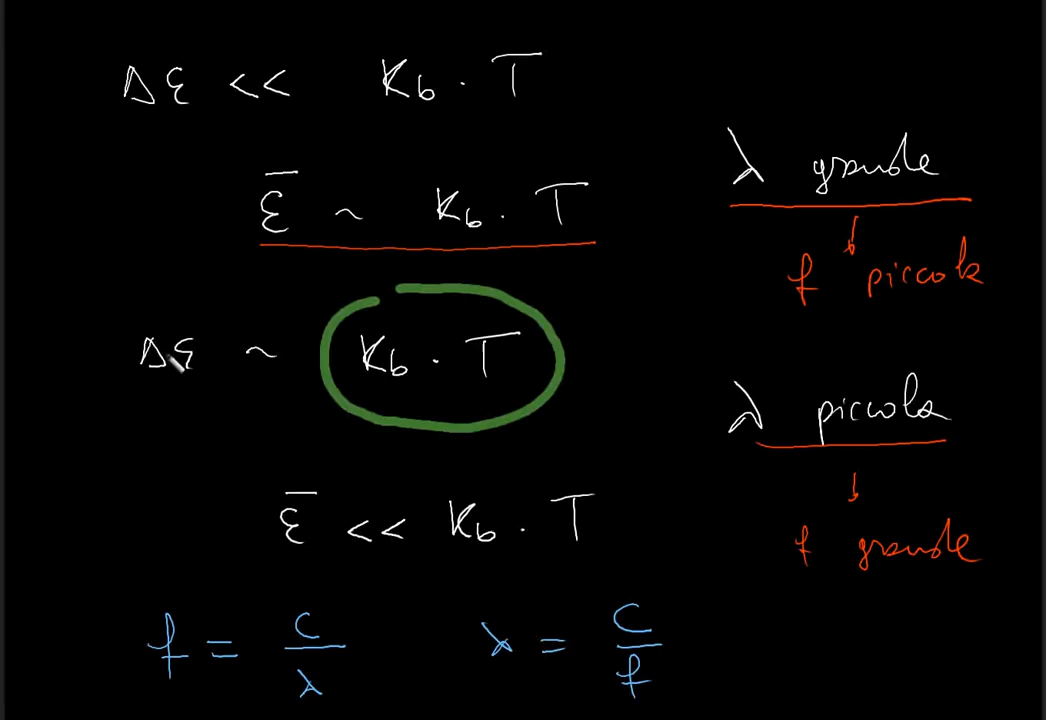 Δε << Kb · T
λ grande
ε̅ ~ Kb · T
f piccola
Δε ~ Kb · T
λ piccola
ε̅ << Kb · T
f grande
f = c/λ λ = c/f